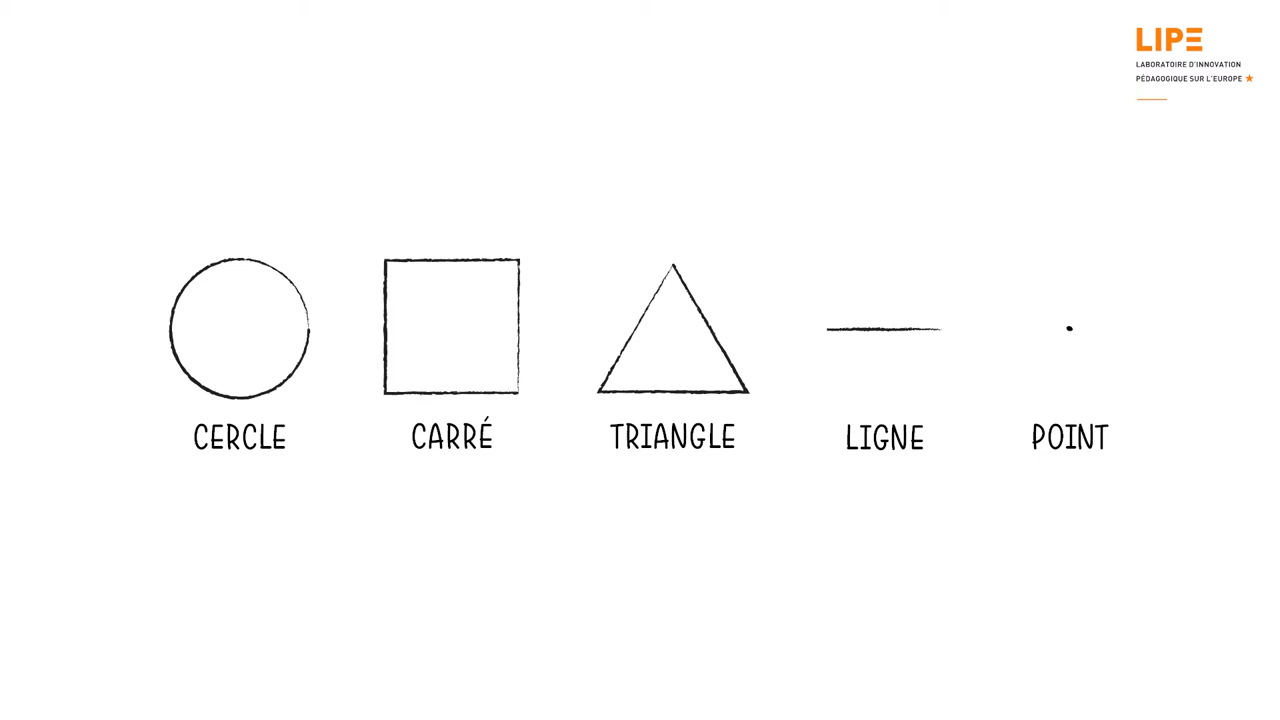 LIPE
LABORATOIRE D'INNOVATION
PÉDAGOGIQUE SUR L'EUROPE
CERCLE CARRÉ TRIANGLE LIGNE POINT